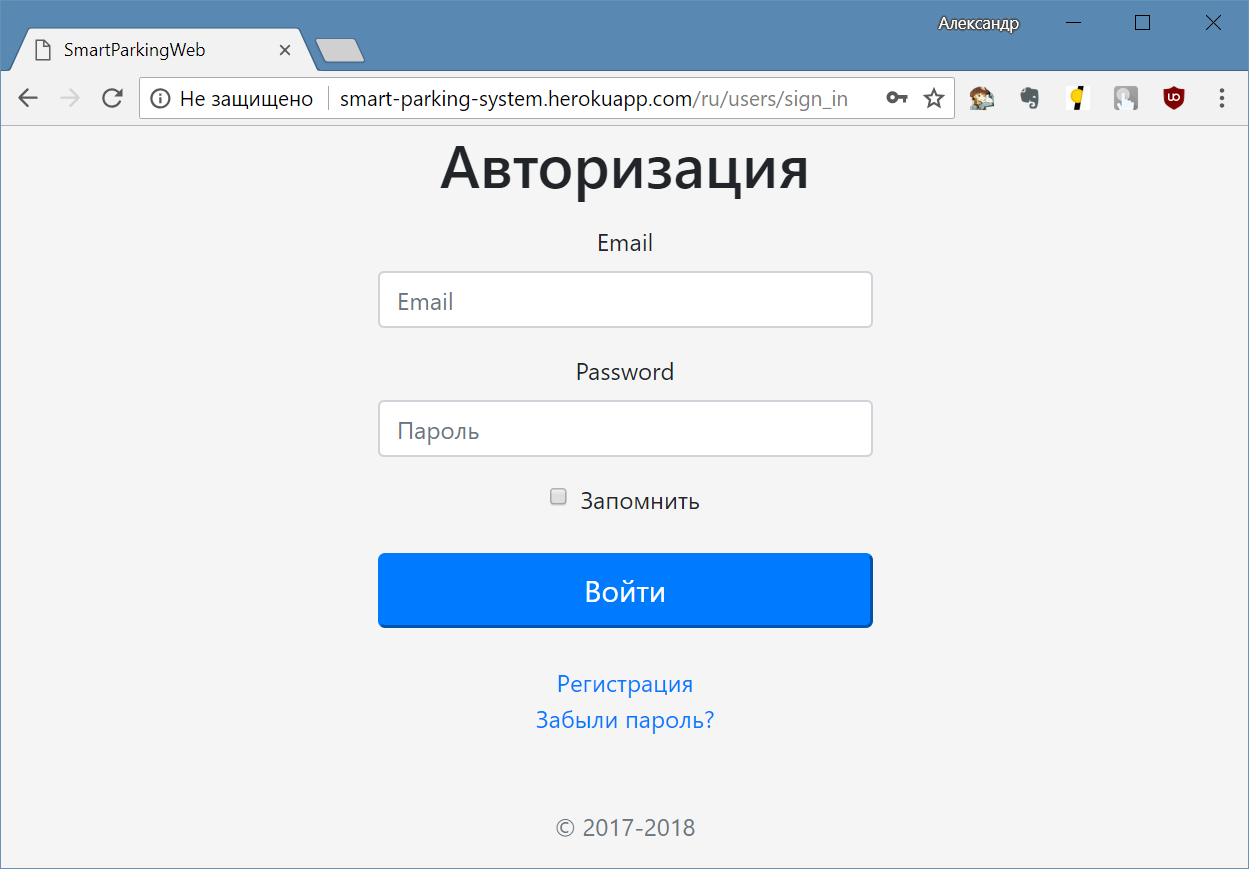 Александр
SmartParkingWeb
Не защищено smart-parking-system.herokuapp.com/ru/users/sign_in
Авторизация
Email
Email
Password
Пароль
Запомнить
Войти
Регистрация
Забыли пароль?
© 2017-2018